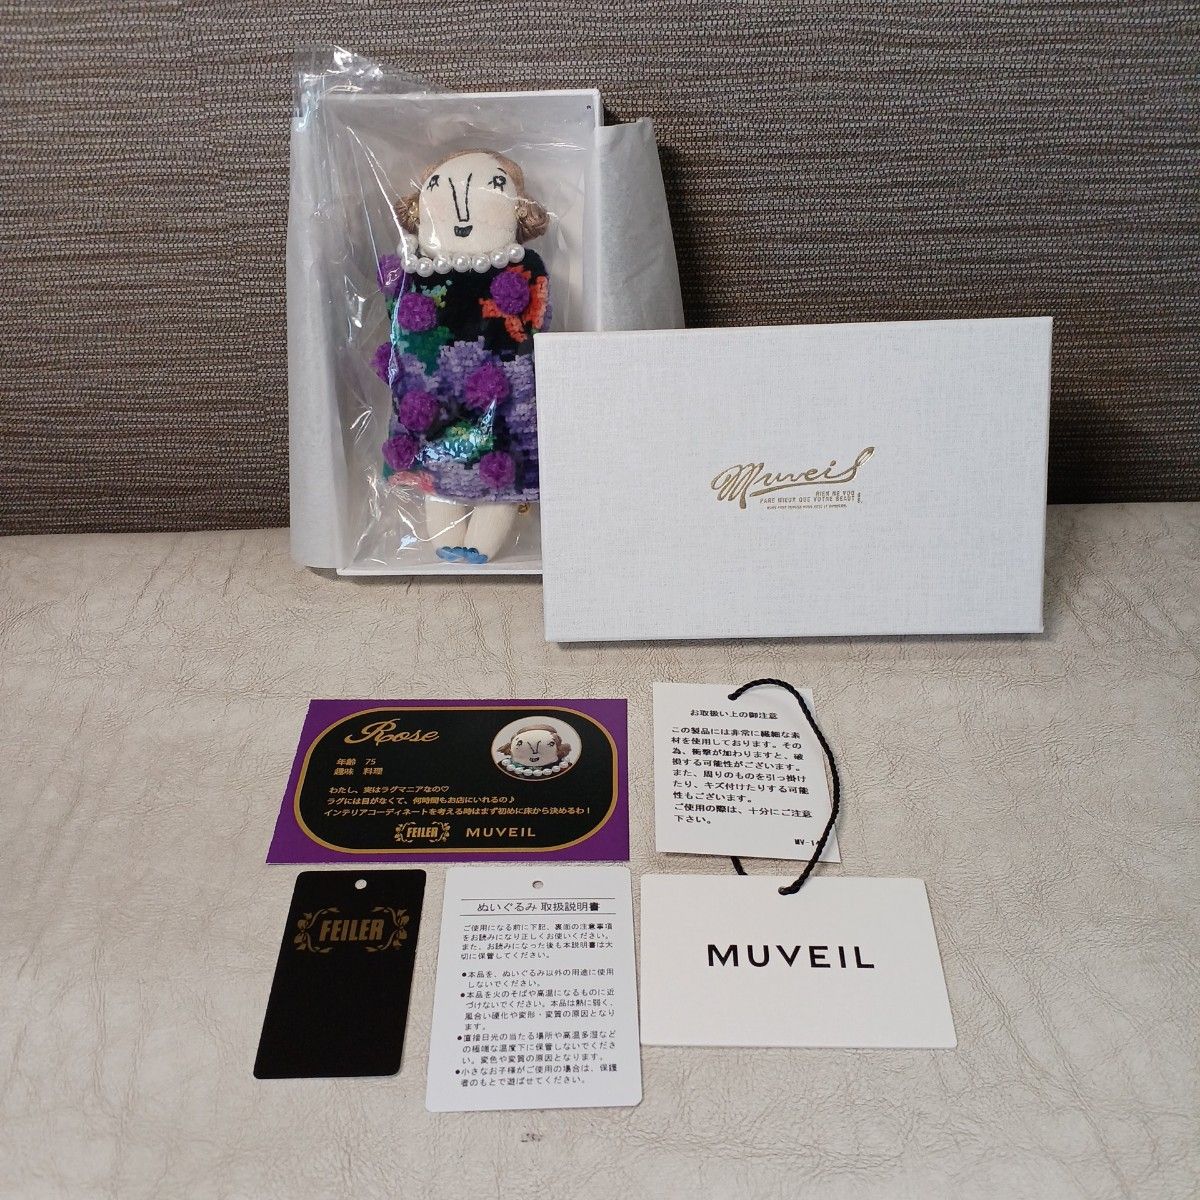 Muveil
RIEN NE VOQ
PARE MIEUX QUE VOTRE BEAUT
Rose
年齢 75
趣味 料理
わたし、実はラグマニアなの♡
ラグには目がなくて、何時間もお店にいれるの♪
インテリアコーディネートを考える時はまず初めに床から決めるわ！
FEILER MUVEIL
お取扱い上の御注意
この製品には非常に繊細な素
材を使用しております。その
為、衝撃が加わりますと、破
損する可能性がございます。
また、周りのものを引っ掛け
たり、キズ付けたりする可能
性もございます。
ご使用の際は、十分にご注意
下さい。
MV-14
FEILER
ぬいぐるみ 取扱説明書
ご使用になる前に下記、裏面の注意事項
をお読みになり正しくお使いください。
また、お読みになった後も本説明書は大
切に保管してください。
●本品を、ぬいぐるみ以外の用途に使用
しないでください。
●本品を火のそばや高温になるものに近
づけないでください。本品は熱に弱く、
風合い硬化や変形・変質の原因となり
ます。
●直接日光の当たる場所や高温多湿など
の極端な温度下に保管しないでくださ
い。変色や変質の原因となります。
●小さなお子様がご使用の場合は、保護
者のもとで遊ばせてください。
MUVEIL